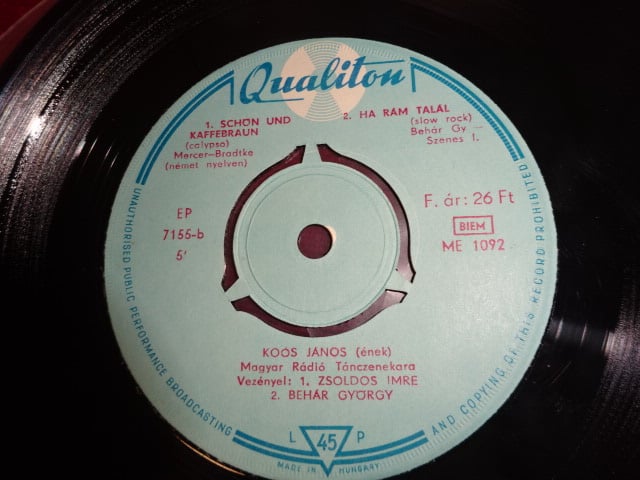 Qualiton
1. SCHÖN UND
KAFFEBRAUN
(calypso)
Mercer-Bradtke
(német nyelven)
2. HA RÁM TALÁL
(slow rock)
Behár Gy —
Szenes I.
EP
7155-b
5'
F. ár: 26 Ft
BIEM
ME 1092
KOÓS JÁNOS (ének)
Magyar Rádió Tánczenekara
Vezényel: 1. ZSOLDOS IMRE
2. BEHÁR GYÖRGY
L 45 P
MADE IN HUNGARY
UNAUTHORISED PUBLIC PERFORMANCE BROADCASTING
AND COPYING OF THIS RECORD PROHIBITED